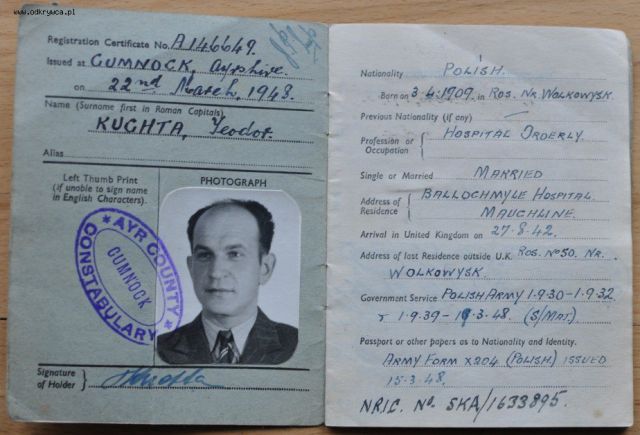 www.odkrywca.pl
Registration Certificate No. A146649.
Issued at CUMNOCK, Ayrshire.
on 22nd March, 1948.
Name (Surname first in Roman Capitals)
KUGHTA, Teodor.
Alias
Left Thumb Print
(if unable to sign name
in English Characters).
PHOTOGRAPH
AYR COUNTY
CUMNOCK
CONSTABULARY
Signature
of Holder
Nationality POLISH.
Born on 3.4.1909. in ROS. NR. WOLKOWYSK.
Previous Nationality (if any)
Profession or
Occupation
HOSPITAL ORDERLY.
Single or Married MARRIED
Address of
Residence
BALLOCHMYLE HOSPITAL.
MAUCHLINE.
Arrival in United Kingdom on 27.8.42.
Address of last Residence outside U.K. ROS. No 50. NR.
WOLKOWYSK.
Government Service POLISH ARMY 1.9.30-1.9.32
1.9.39- 3.48. (S/MAT.)
Passport or other papers as to Nationality and Identity.
ARMY FORM X204 (POLISH) ISSUED
15.3.48.
N.R.I.C. No. SKA/1633895.